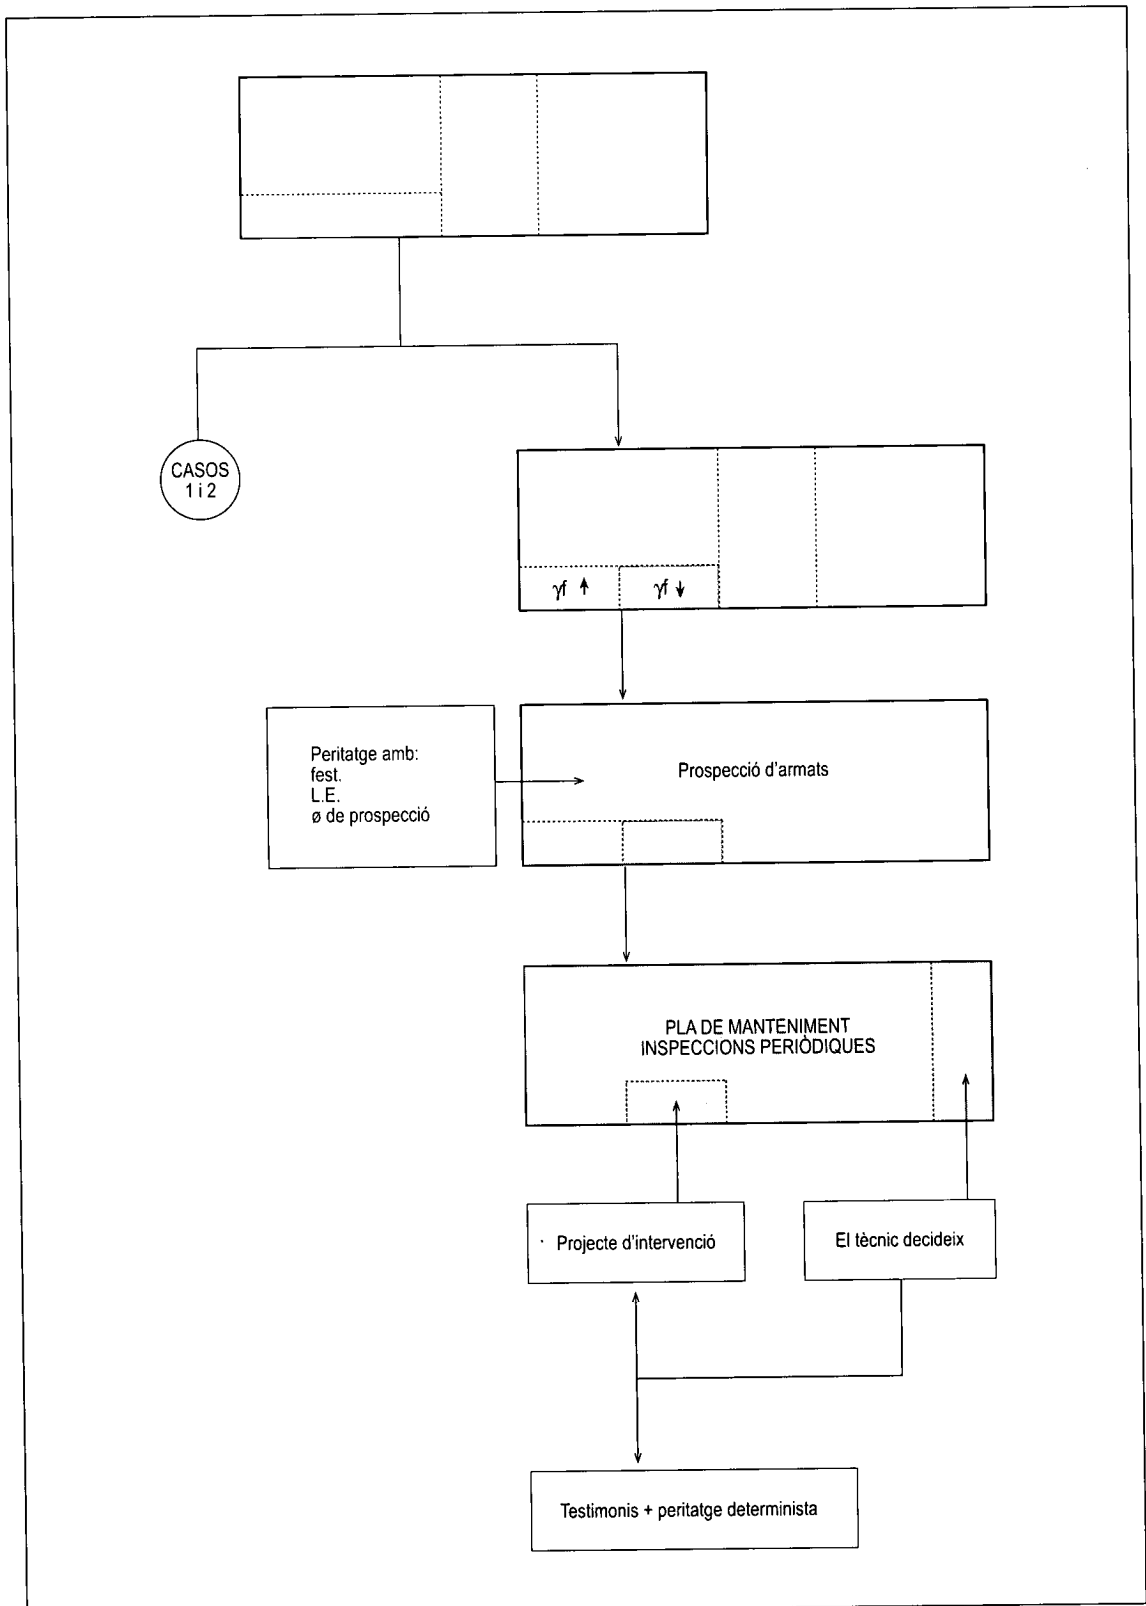 CASOS
1 i 2
γf ↑
γf ↓
Peritatge amb:
fest.
L.E.
ø de prospecció
Prospecció d'armats
PLA DE MANTENIMENT
INSPECCIONS PERIÒDIQUES
Projecte d'intervenció
El tècnic decideix
Testimonis + peritatge determinista